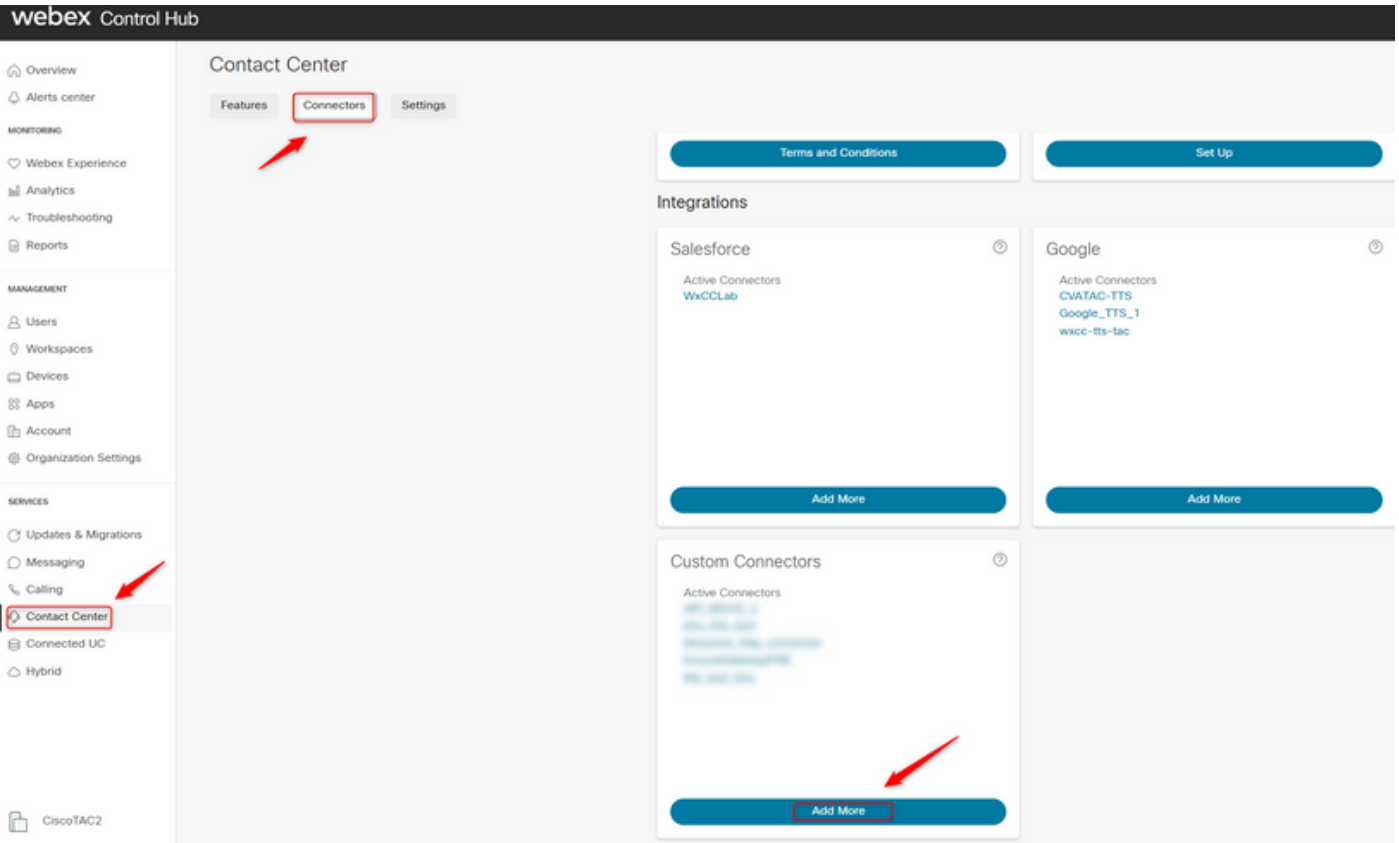 webex Control Hub
Overview
Alerts center
MONITORING
Webex Experience
Analytics
Troubleshooting
Reports
MANAGEMENT
Users
Workspaces
Devices
Apps
Account
Organization Settings
SERVICES
Updates & Migrations
Messaging
Calling
Contact Center
Connected UC
Hybrid
CiscoTAC2
Contact Center
Features Connectors Settings
Terms and Conditions
Set Up
Integrations
Salesforce
Active Connectors
WxCCLab
Add More
Google
Active Connectors
CVATAC-TTS
Google_TTS_1
wxcc-tts-tac
Add More
Custom Connectors
Active Connectors
Add More